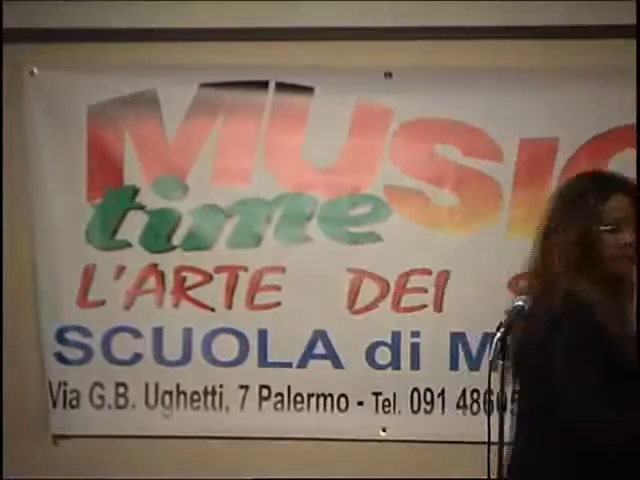 MUSIC
time
L'ARTE DEI S
SCUOLA di M
Via G.B. Ughetti, 7 Palermo - Tel. 091 486